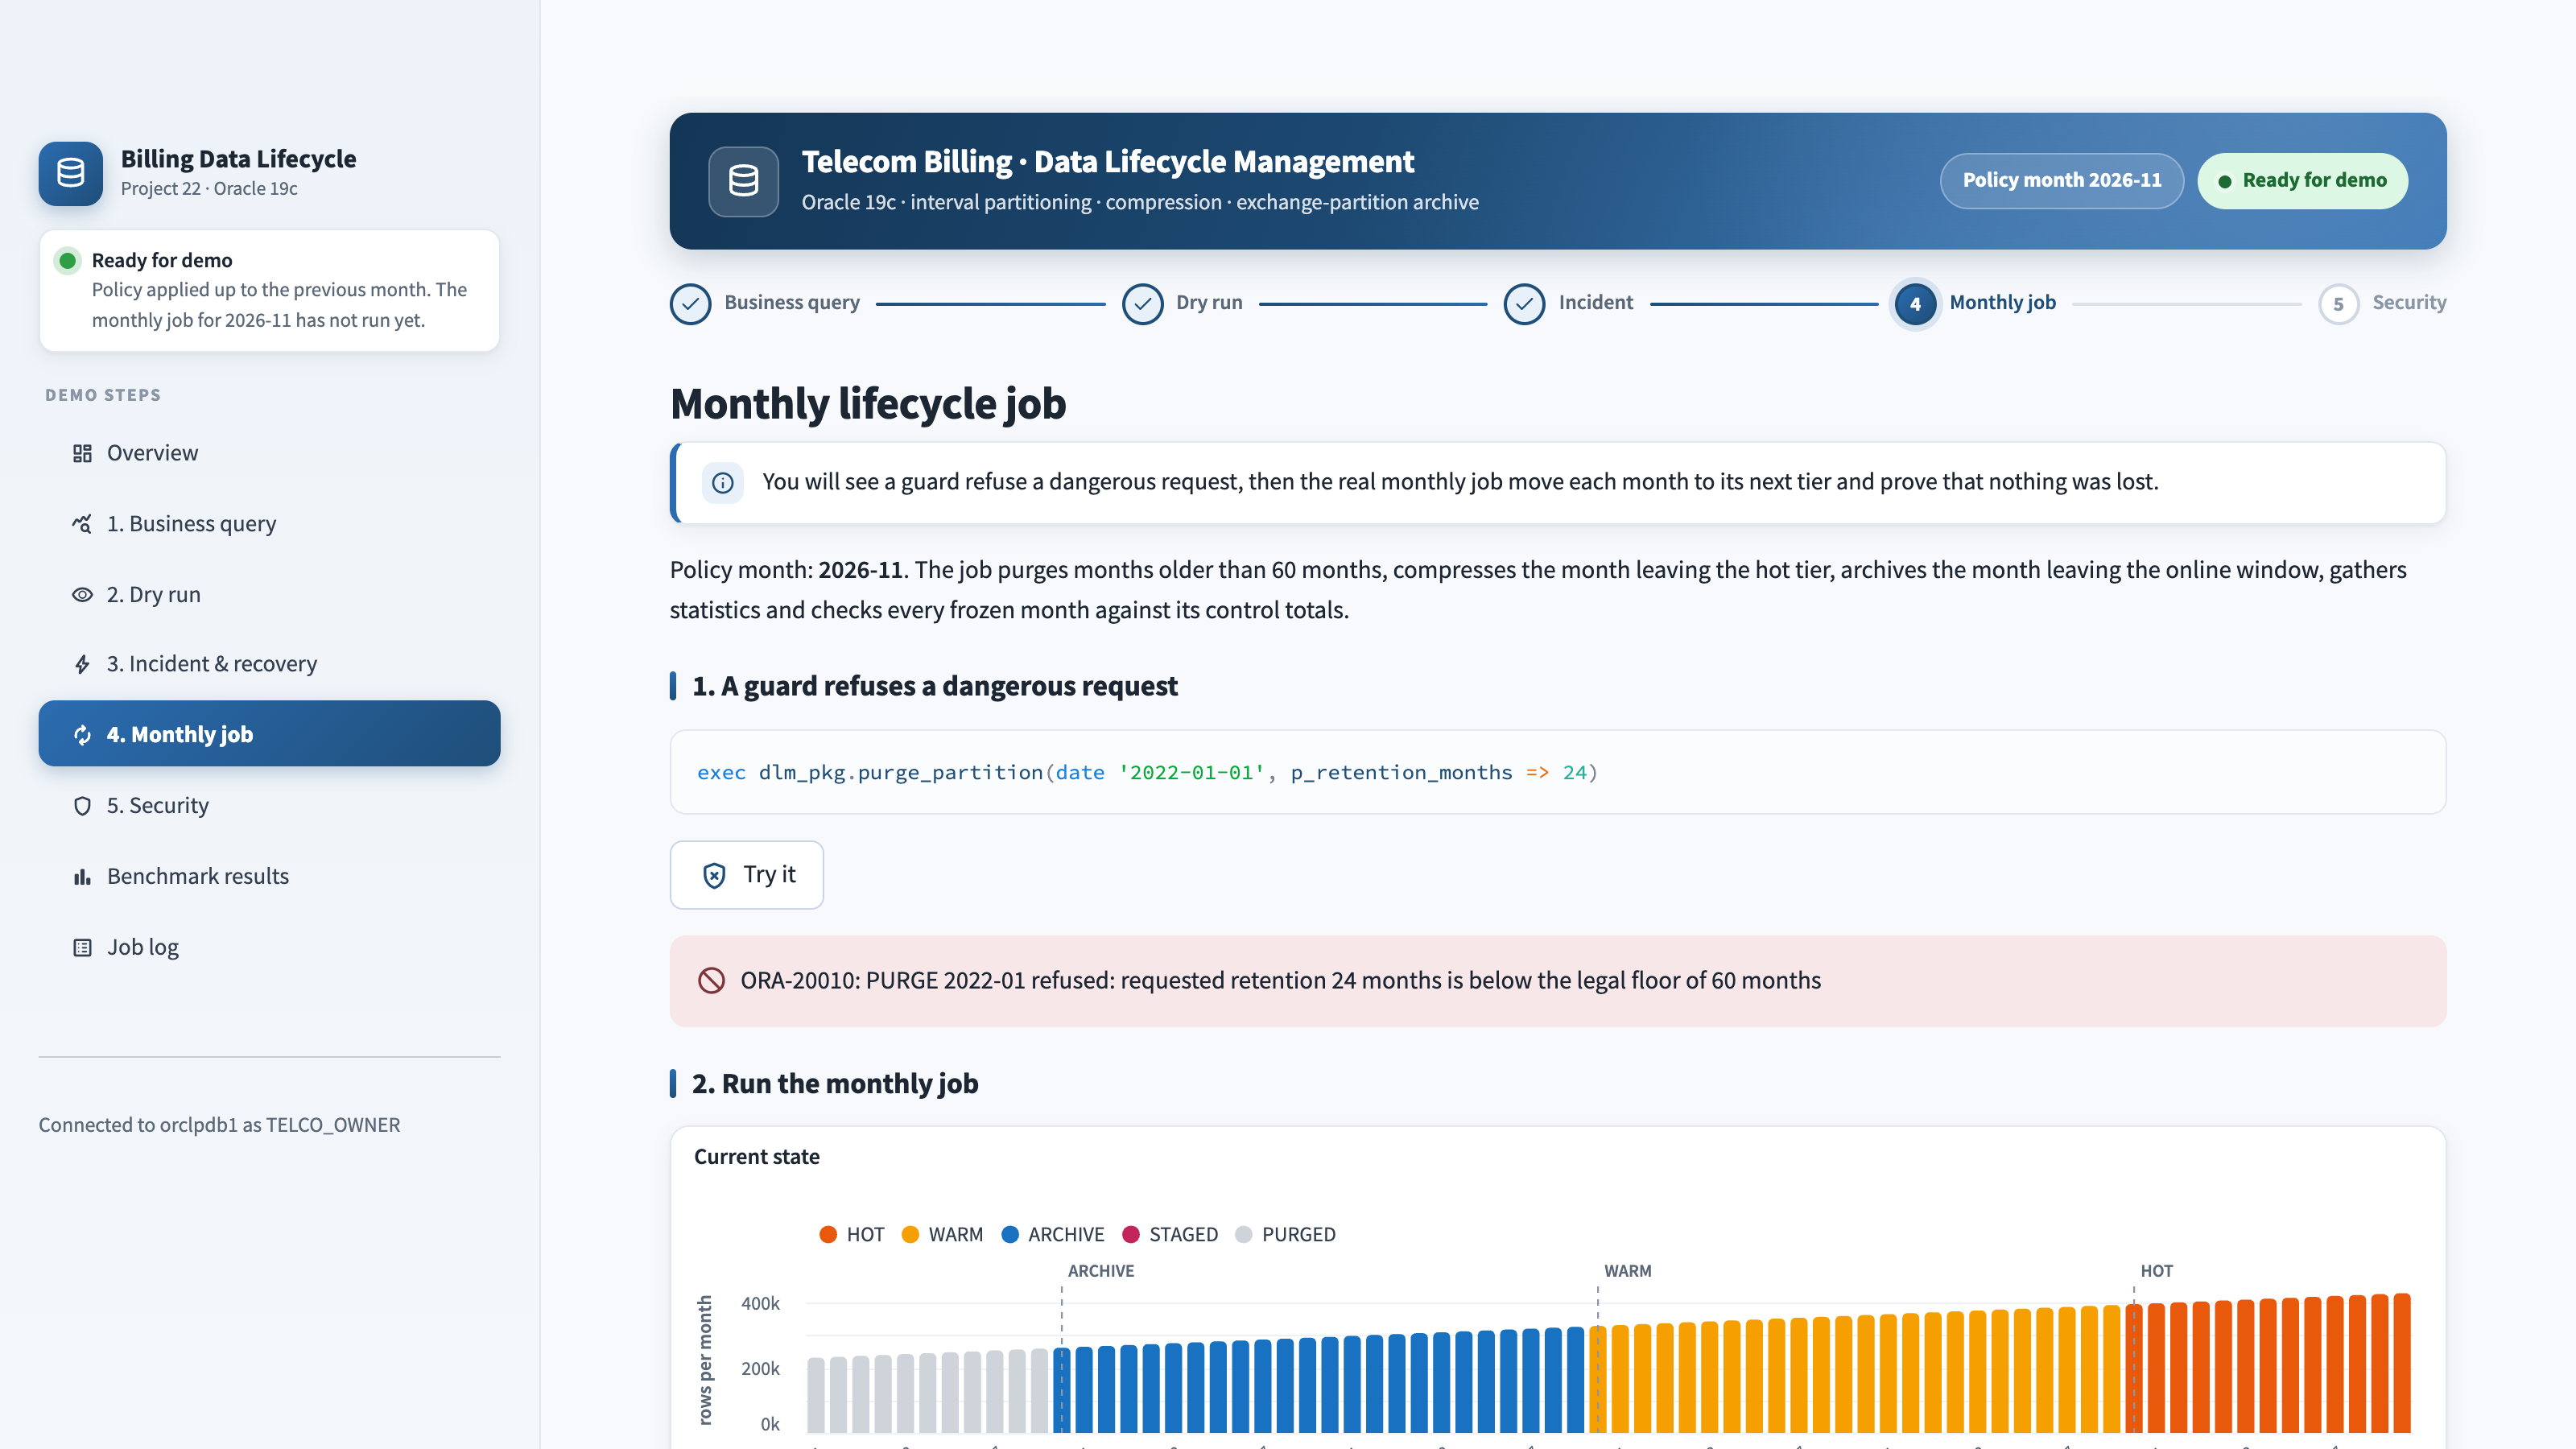 Billing Data Lifecycle
Project 22 · Oracle 19c
Ready for demo
Policy applied up to the previous month. The
monthly job for 2026-11 has not run yet.
DEMO STEPS
Overview
1. Business query
2. Dry run
3. Incident & recovery
4. Monthly job
5. Security
Benchmark results
Job log
Connected to orclpdb1 as TELCO_OWNER
Telecom Billing · Data Lifecycle Management
Oracle 19c · interval partitioning · compression · exchange-partition archive
Policy month 2026-11
Ready for demo
Business query
Dry run
Incident
4 Monthly job
5 Security
Monthly lifecycle job
You will see a guard refuse a dangerous request, then the real monthly job move each month to its next tier and prove that nothing was lost.
Policy month: 2026-11. The job purges months older than 60 months, compresses the month leaving the hot tier, archives the month leaving the online window, gathers
statistics and checks every frozen month against its control totals.
1. A guard refuses a dangerous request
exec dlm_pkg.purge_partition(date '2022-01-01', p_retention_months => 24)
Try it
ORA-20010: PURGE 2022-01 refused: requested retention 24 months is below the legal floor of 60 months
2. Run the monthly job
Current state
HOT WARM ARCHIVE STAGED PURGED
ARCHIVE WARM HOT
rows per month
400k
200k
0k